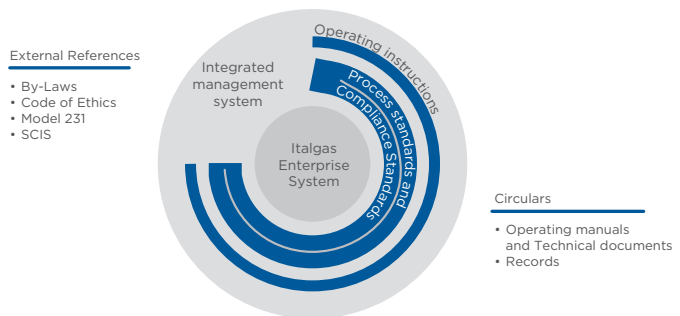 External References
• By-Laws
• Code of Ethics
• Model 231
• SCIS
Integrated
management
system
Operating instructions
Process standards and
Compliance Standards
Italgas
Enterprise
System
Circulars
• Operating manuals
and Technical documents
• Records